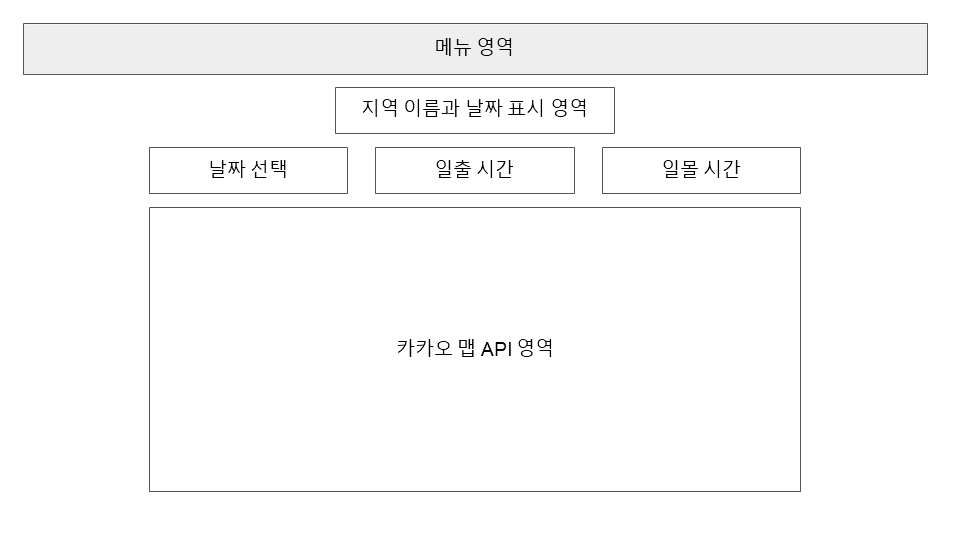 메뉴 영역
지역 이름과 날짜 표시 영역
날짜 선택
일출 시간
일몰 시간
카카오 맵 API 영역